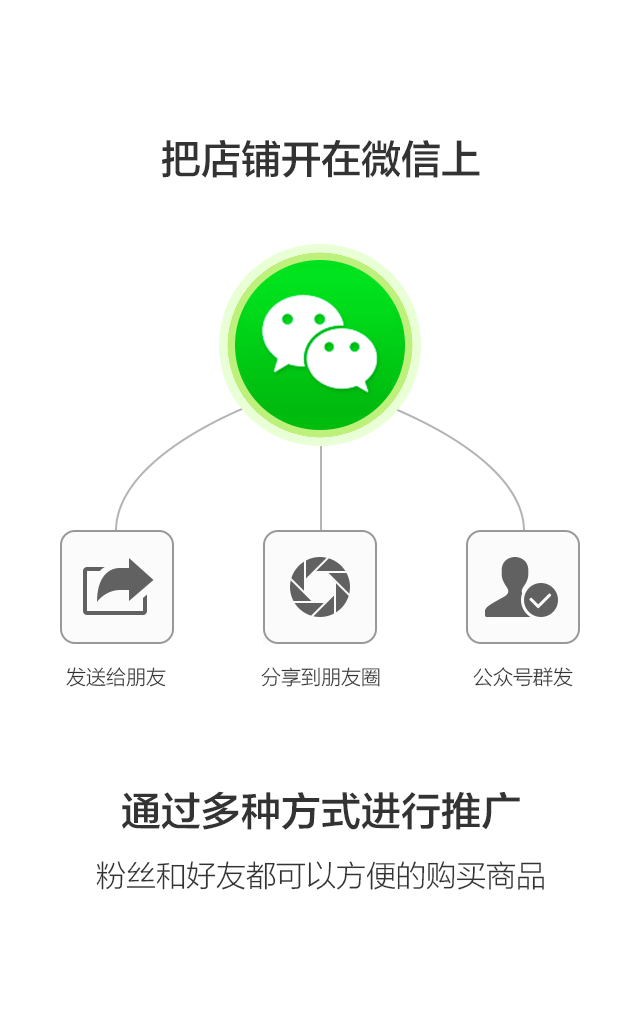 把店铺开在微信上
发送给朋友
分享到朋友圈
公众号群发
通过多种方式进行推广
粉丝和好友都可以方便的购买商品